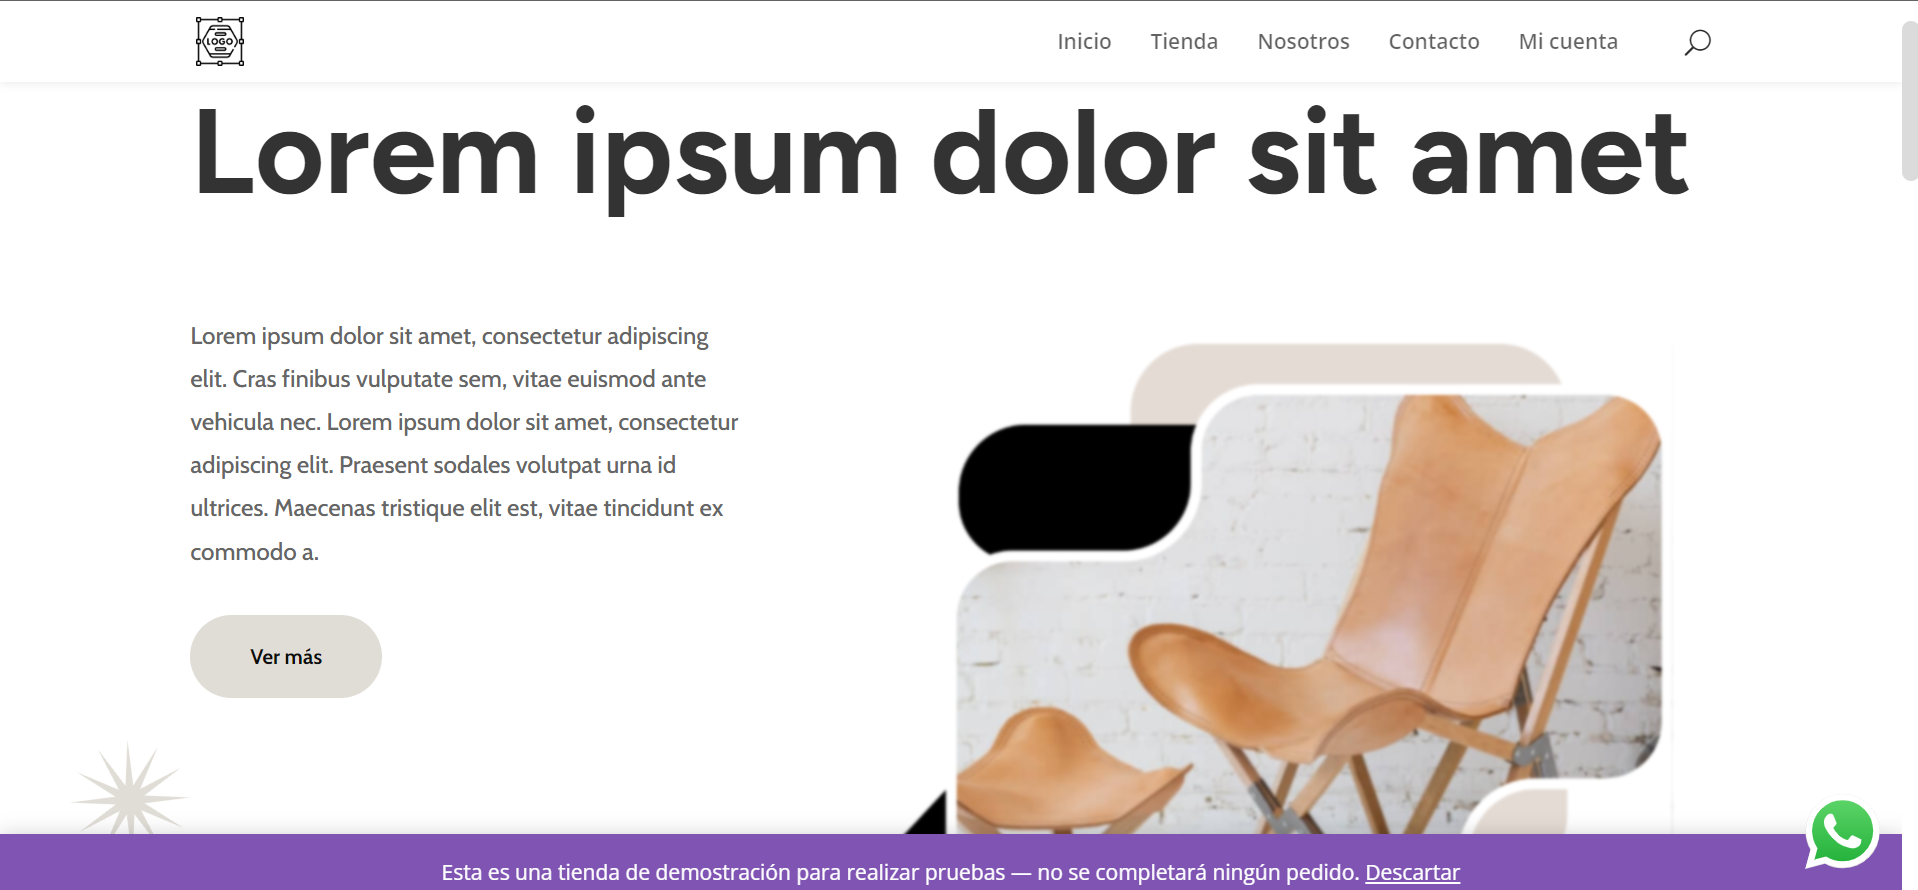 LOGO
Inicio Tienda Nosotros Contacto Mi cuenta
Lorem ipsum dolor sit amet
Lorem ipsum dolor sit amet, consectetur adipiscing
elit. Cras finibus vulputate sem, vitae euismod ante
vehicula nec. Lorem ipsum dolor sit amet, consectetur
adipiscing elit. Praesent sodales volutpat urna id
ultrices. Maecenas tristique elit est, vitae tincidunt ex
commodo a.
Ver más
Esta es una tienda de demostración para realizar pruebas — no se completará ningún pedido. Descartar